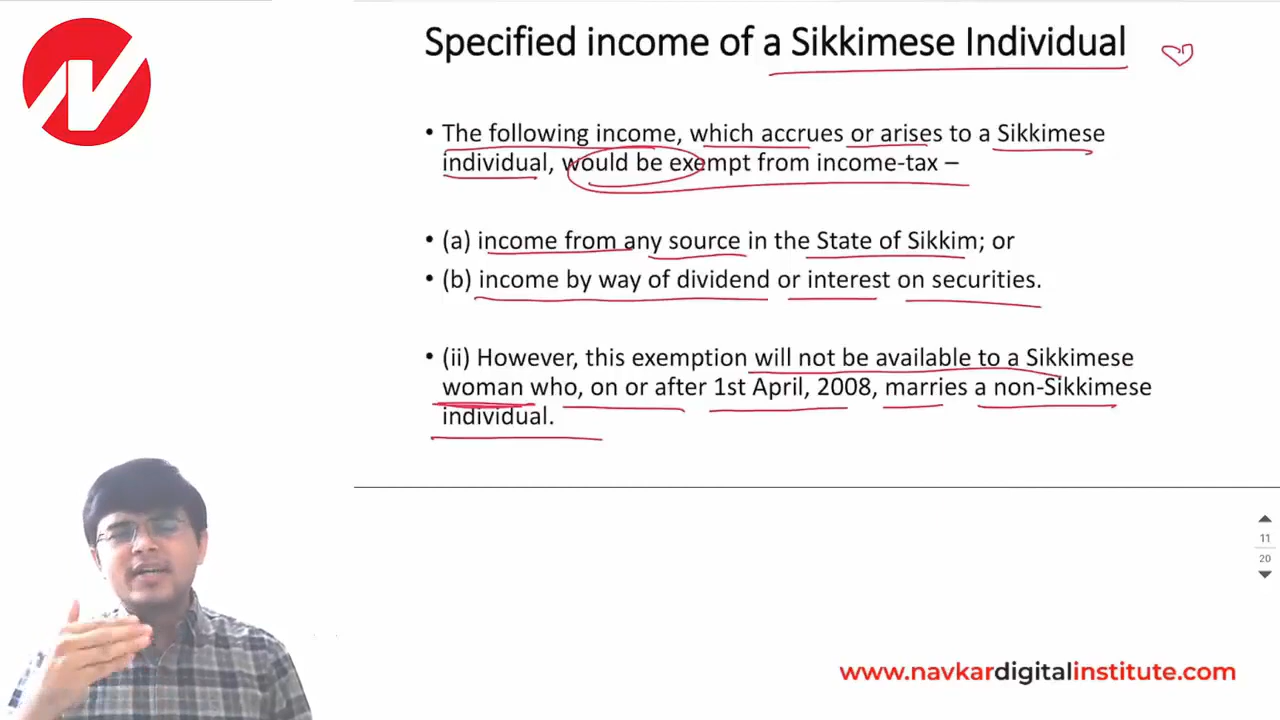 Specified income of a Sikkimese Individual
• The following income, which accrues or arises to a Sikkimese
individual, would be exempt from income-tax –
• (a) income from any source in the State of Sikkim; or
• (b) income by way of dividend or interest on securities.
• (ii) However, this exemption will not be available to a Sikkimese
woman who, on or after 1st April, 2008, marries a non-Sikkimese
individual.
11
20
www.navkardigitalinstitute.com